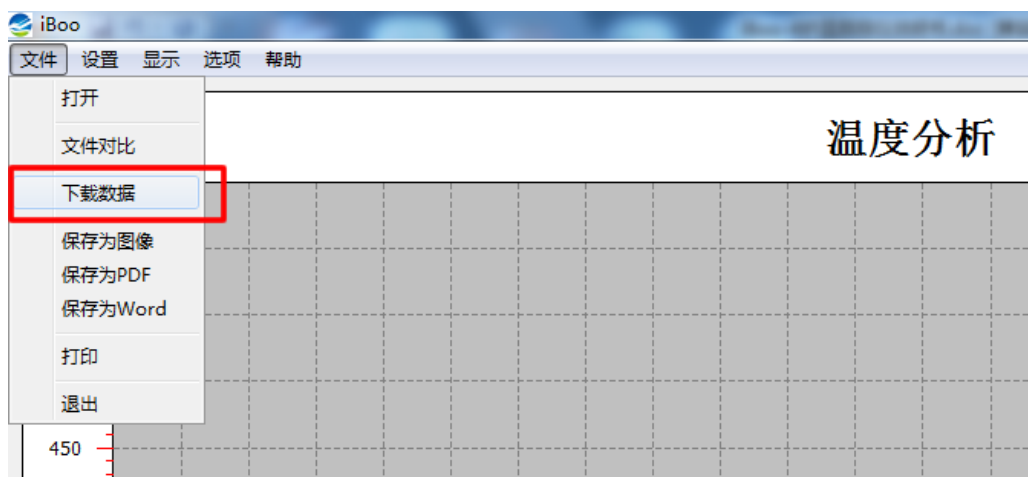 iBoo
文件 设置 显示 选项 帮助
打开
温度分析
文件对比
下载数据
保存为图像
保存为PDF
保存为Word
打印
退出
450